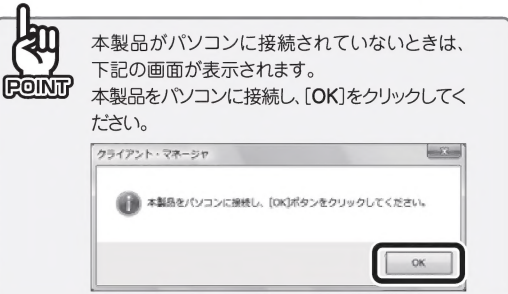 POINT
本製品がパソコンに接続されていないときは、
下記の画面が表示されます。
本製品をパソコンに接続し、[OK]をクリックしてく
ださい。
クライアント・マネージャ
本製品をパソコンに接続し、[OK]ボタンをクリックしてください。
OK